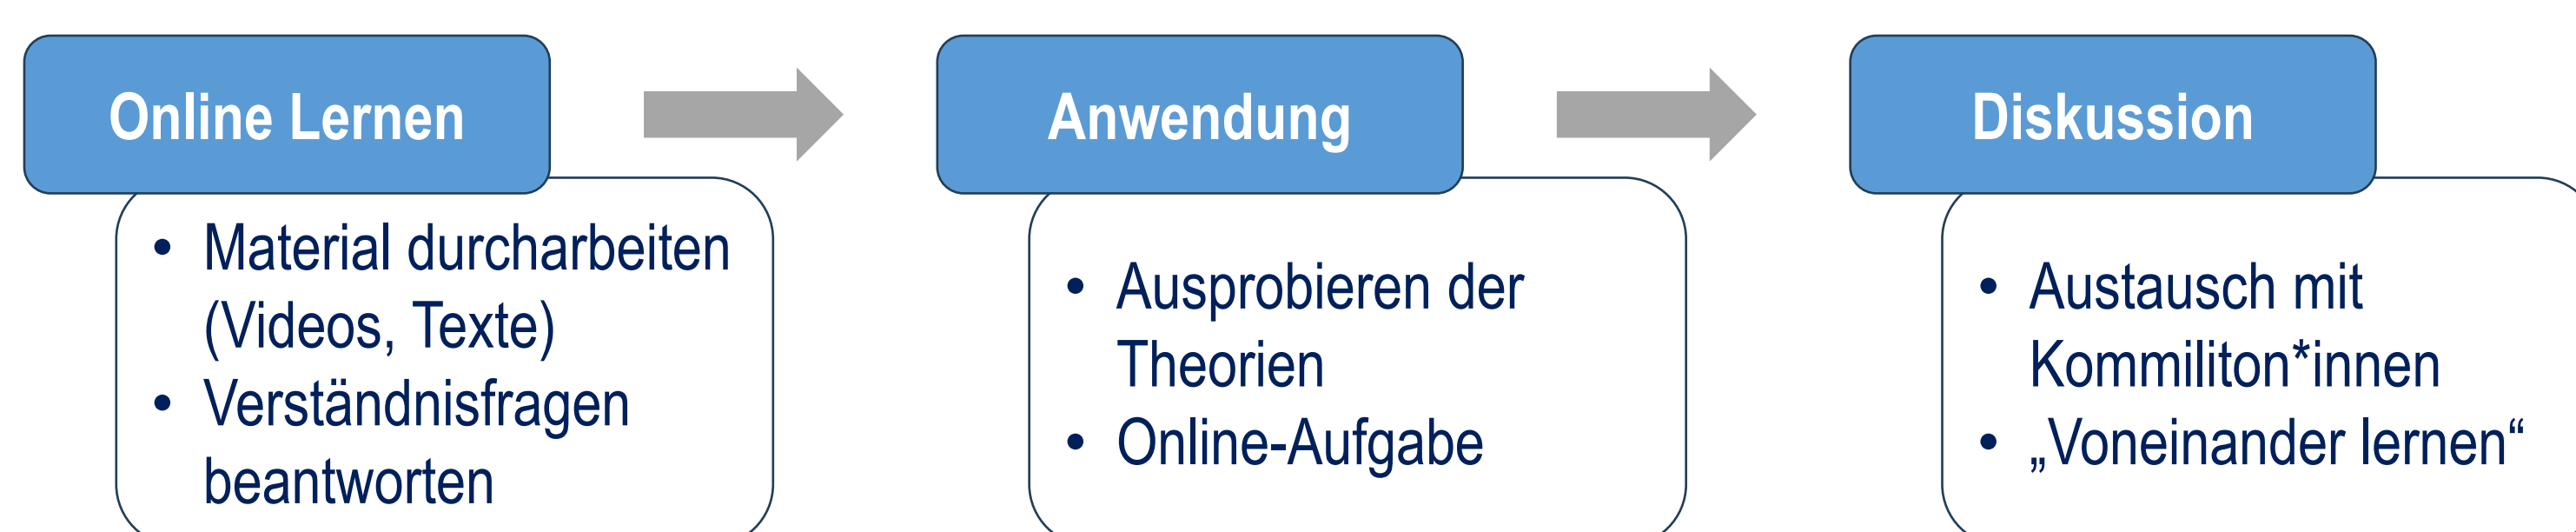 Online Lernen
• Material durcharbeiten
(Videos, Texte)
• Verständnisfragen
beantworten
Anwendung
• Ausprobieren der
Theorien
• Online-Aufgabe
Diskussion
• Austausch mit
Kommiliton*innen
• „Voneinander lernen“